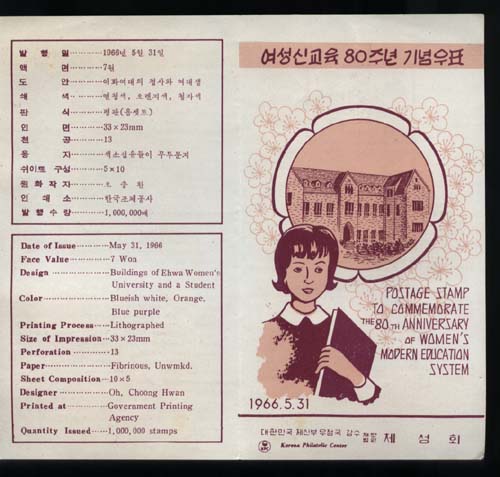 발 행 일 ············ 1966년 5월 31일
액 면 ············ 7원
도 안 ············ 이화여대의 청사와 여대생
색 ············ 연청색, 오렌지색, 청자색
판 식 ············ 평판(옵셋트)
인 면 ············ 33×23mm
천 공 ············ 13
용 지 ············ 색소섬유들이 무투문지
쉬이트 구성 ············ 5×10
원 화 작 자 ············ 오 충 환
인 쇄 소 ············ 한국조폐공사
발 행 수 량 ············ 1,000,000매
Date of Issue ············ May 31, 1966
Face Value ············ 7 Won
Design ············ Buildings of Ehwa Women's
University and a Student
Color ············ Blueish white, Orange,
Blue purple
Printing Process ······ Lithographed
Size of Impression ··· 33×23mm
Perforation ············ 13
Paper ············ Fibrinous, Unwmkd.
Sheet Composition ··· 10×5
Designer ············ Oh, Choong Hwan
Printed at ············ Goverament Printing
Agency
Quantity Issued ······ 1,000,000 stamps
여성신교육 80주년 기념우표
POSTAGE STAMP
TO COMMEMORATE
THE 80TH ANNIVERSARY
OF WOMEN'S
MODERN EDUCATION
SYSTEM
1966.5.31
대한민국 체신부 우정국 감수 체 성 회
KPC Korean Philatelic Center